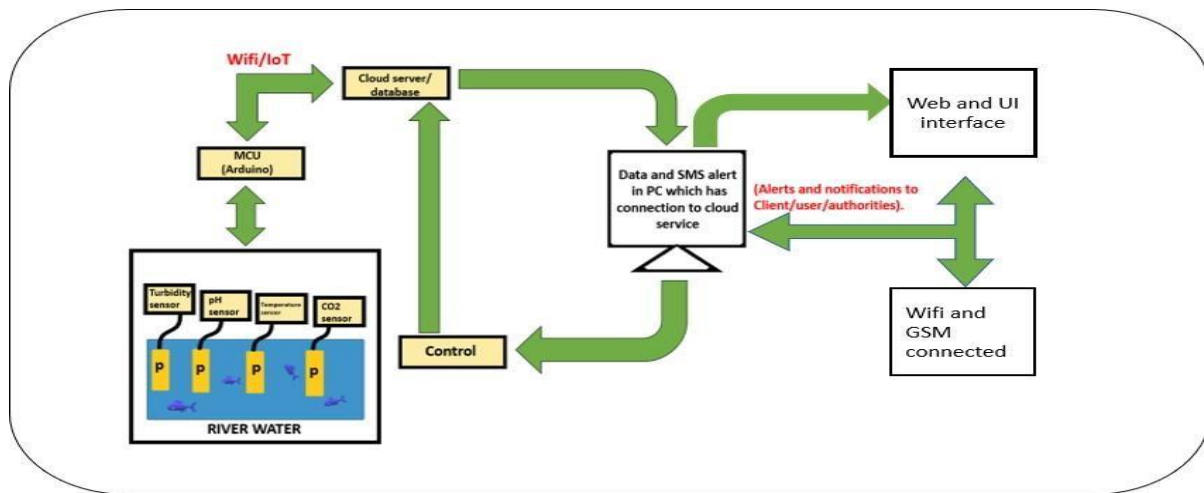 Wifi/IoT
Cloud server/
database
MCU
(Arduino)
Turbidity
sensor
pH
sensor
Temperature
sensor
CO2
sensor
P
P
P
P
RIVER WATER
Control
Data and SMS alert
in PC which has
connection to cloud
service
Web and UI
interface
(Alerts and notifications to
Client/user/authorities).
Wifi and
GSM
connected